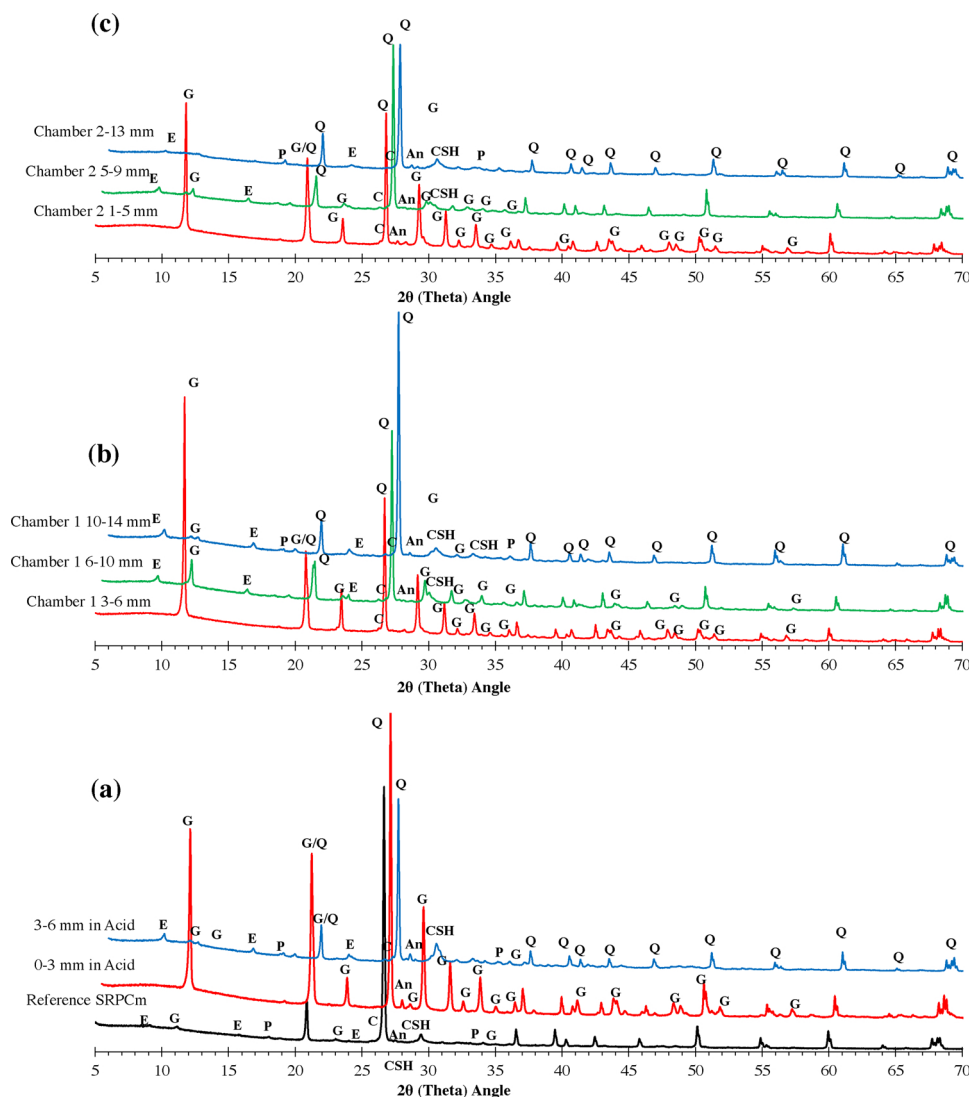 (c)
Q
Q
G
Q
G
Chamber 2-13 mm
E
G/Q
Q
P
E
C
An
CSH
P
Q
Q
Q
Q
Q
Q
Q
Q
Q
Chamber 2 5-9 mm
E
G
E
Q
G
C
An
G
G
CSH
G
G
G
G
Chamber 2 1-5 mm
G
C
An
G
G
G
G
G
G
G
G
G
G
5 10 15 20 25 30 35 40 45 50 55 60 65 70
2θ (Theta) Angle
Q
G
(b)
Q
Q
G
Chamber 1 10-14 mm
E
G
E
P
G/Q
Q
E
C
An
CSH
G
CSH
P
Q
Q
Q
Q
Q
Q
Q
Q
Q
Q
Chamber 1 6-10 mm
E
G
E
Q
G
E
C
An
G
CSH
G
G
G
G
G
G
G
Chamber 1 3-6 mm
C
G
G
G
G
G
G
G
G
G
G
5 10 15 20 25 30 35 40 45 50 55 60 65 70
2θ (Theta) Angle
Q
(a)
Q
G
G/Q
G
3-6 mm in Acid
E
G
G
E
P
G/Q
E
C
An
CSH
P
G
Q
Q
Q
Q
Q
Q
Q
Q
Q
Q
0-3 mm in Acid
G
An
G
G
G
G
G
G
G
G
G
G
G
G
Reference SRPCm
E
G
E
P
G
E
C
An
CSH
P
G
CSH
5 10 15 20 25 30 35 40 45 50 55 60 65 70
2θ (Theta) Angle